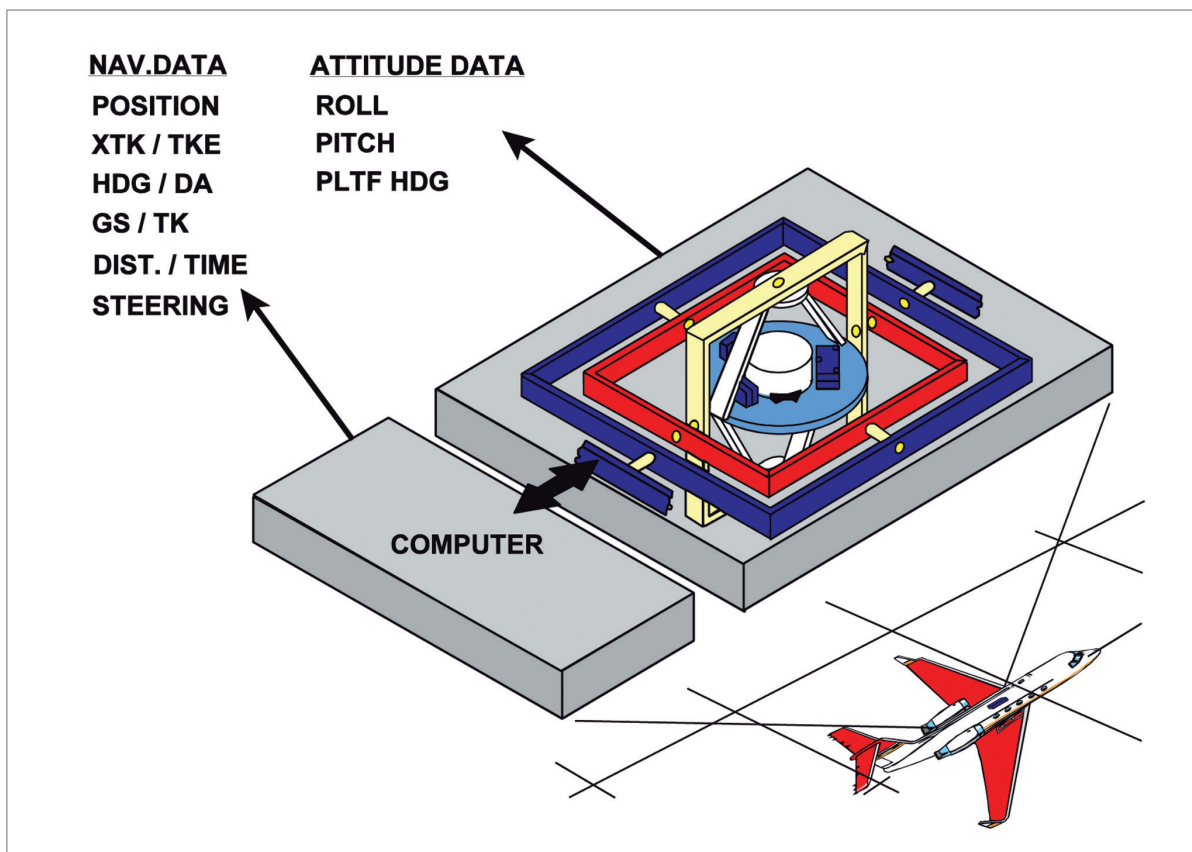 NAV.DATA
POSITION
XTK / TKE
HDG / DA
GS / TK
DIST. / TIME
STEERING
ATTITUDE DATA
ROLL
PITCH
PLTF HDG
COMPUTER